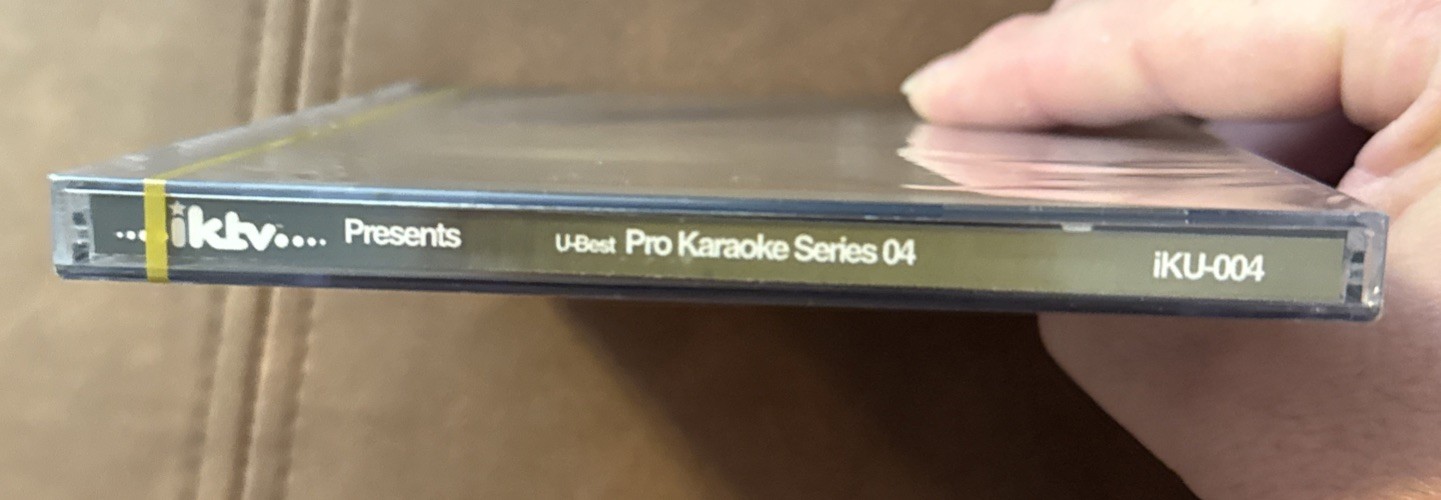 iktv.... Presents U-Best Pro Karaoke Series 04 iKU-004